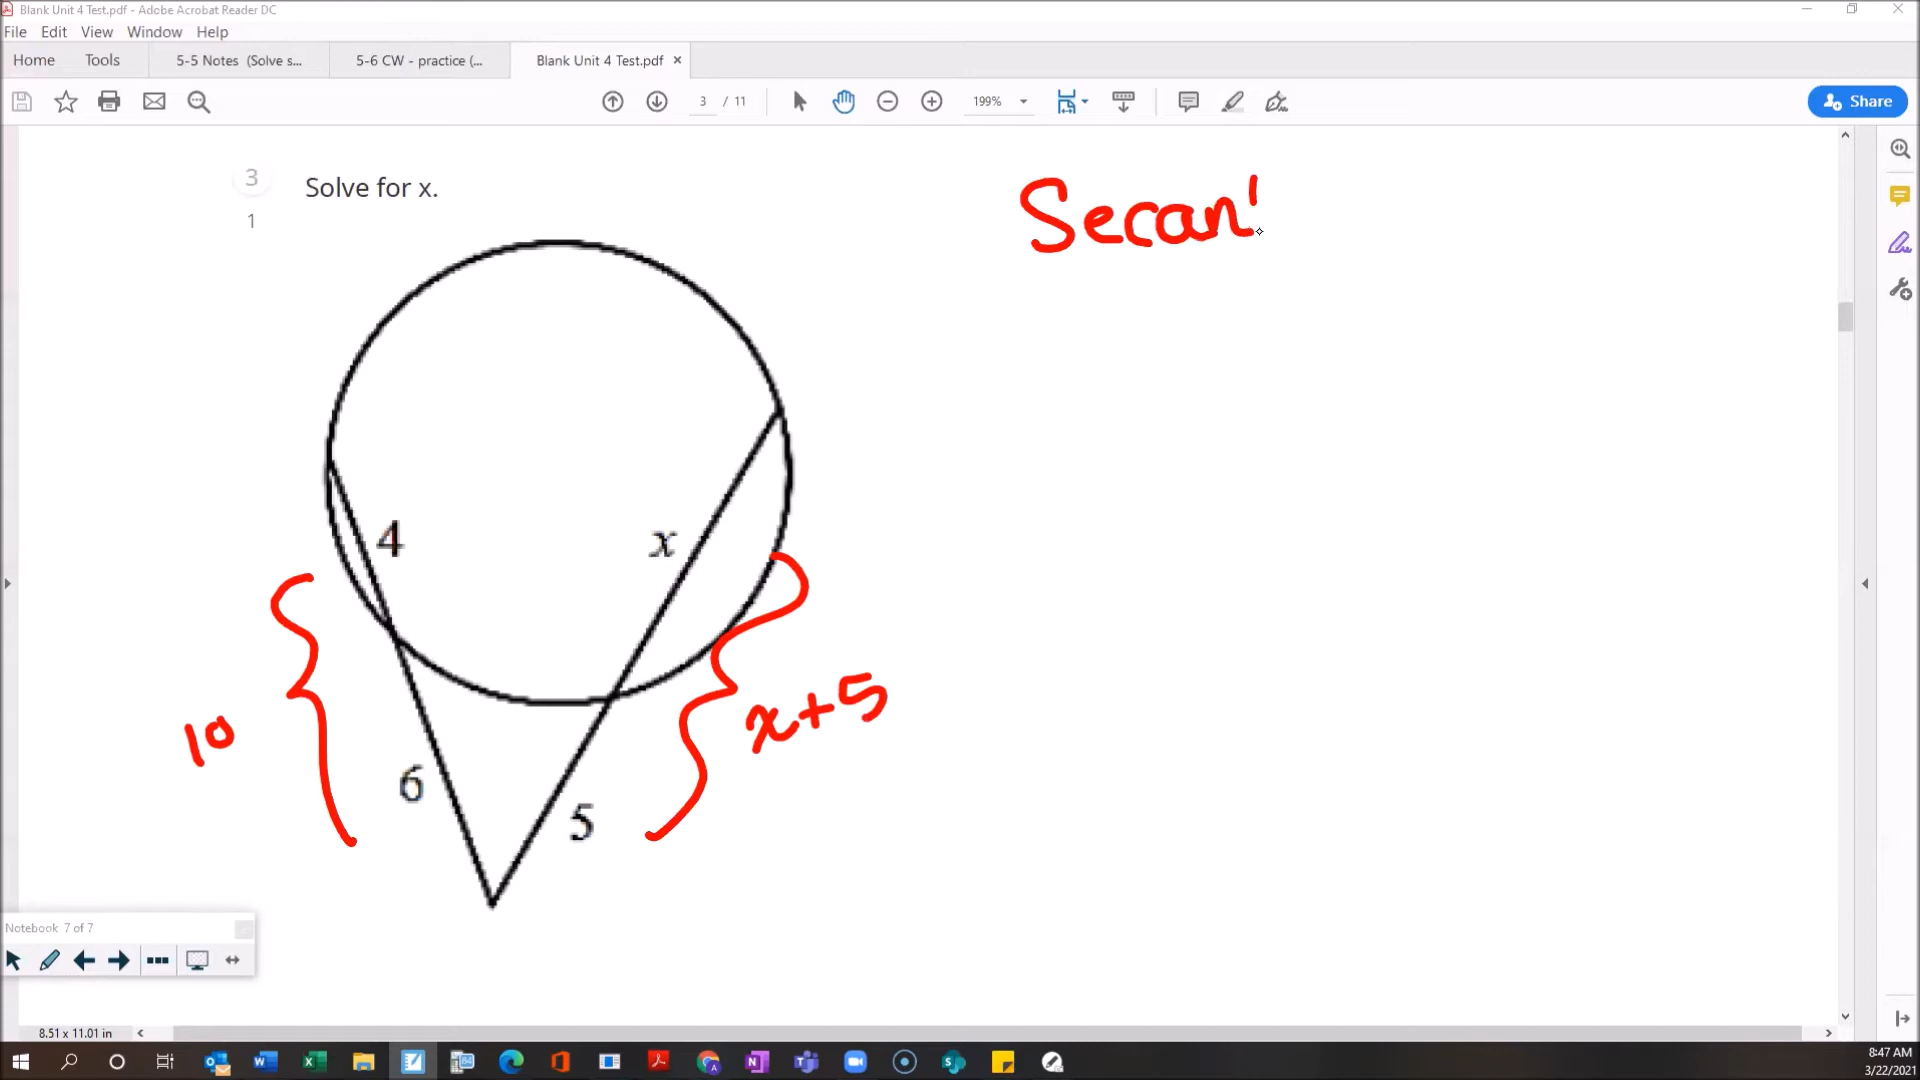 Blank Unit 4 Test.pdf - Adobe Acrobat Reader DC
File Edit View Window Help
Home Tools 5-5 Notes (Solve s... 5-6 CW - practice (... Blank Unit 4 Test.pdf
3 / 11 199% Share
3 Solve for x.
1
Secan
4
x
10
x+5
6
5
Notebook 7 of 7
8.51 x 11.01 in
8:47 AM
3/22/2021